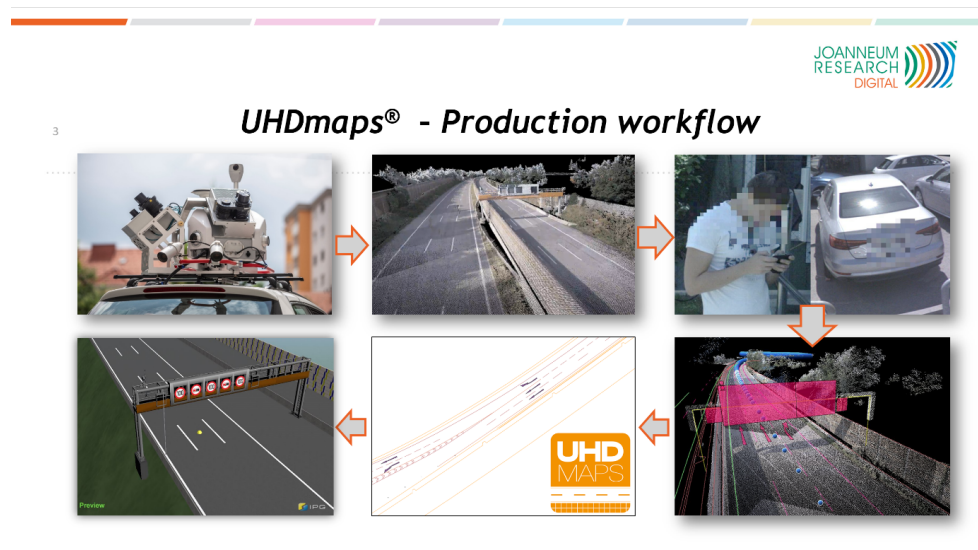 JOANNEUM
RESEARCH
DIGITAL
3
UHDmaps® - Production workflow
UHD
MAPS
Preview
IPG